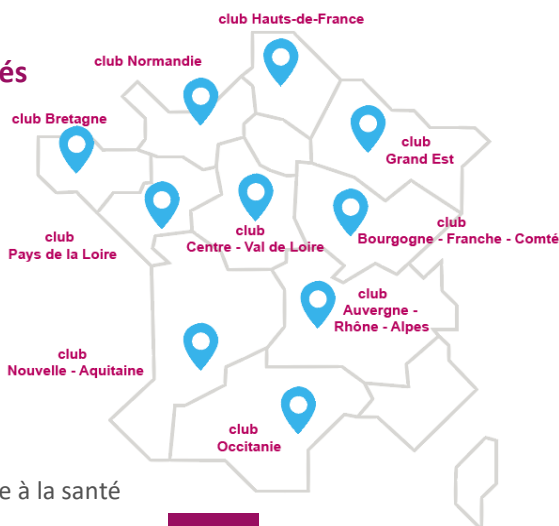 club Hauts-de-France
club Normandie
és
club Bretagne
club
Grand Est
club
Pays de la Loire
club
Centre - Val de Loire
club
Bourgogne - Franche - Comté
club
Auvergne -
Rhône - Alpes
club
Nouvelle - Aquitaine
club
Occitanie
e à la santé